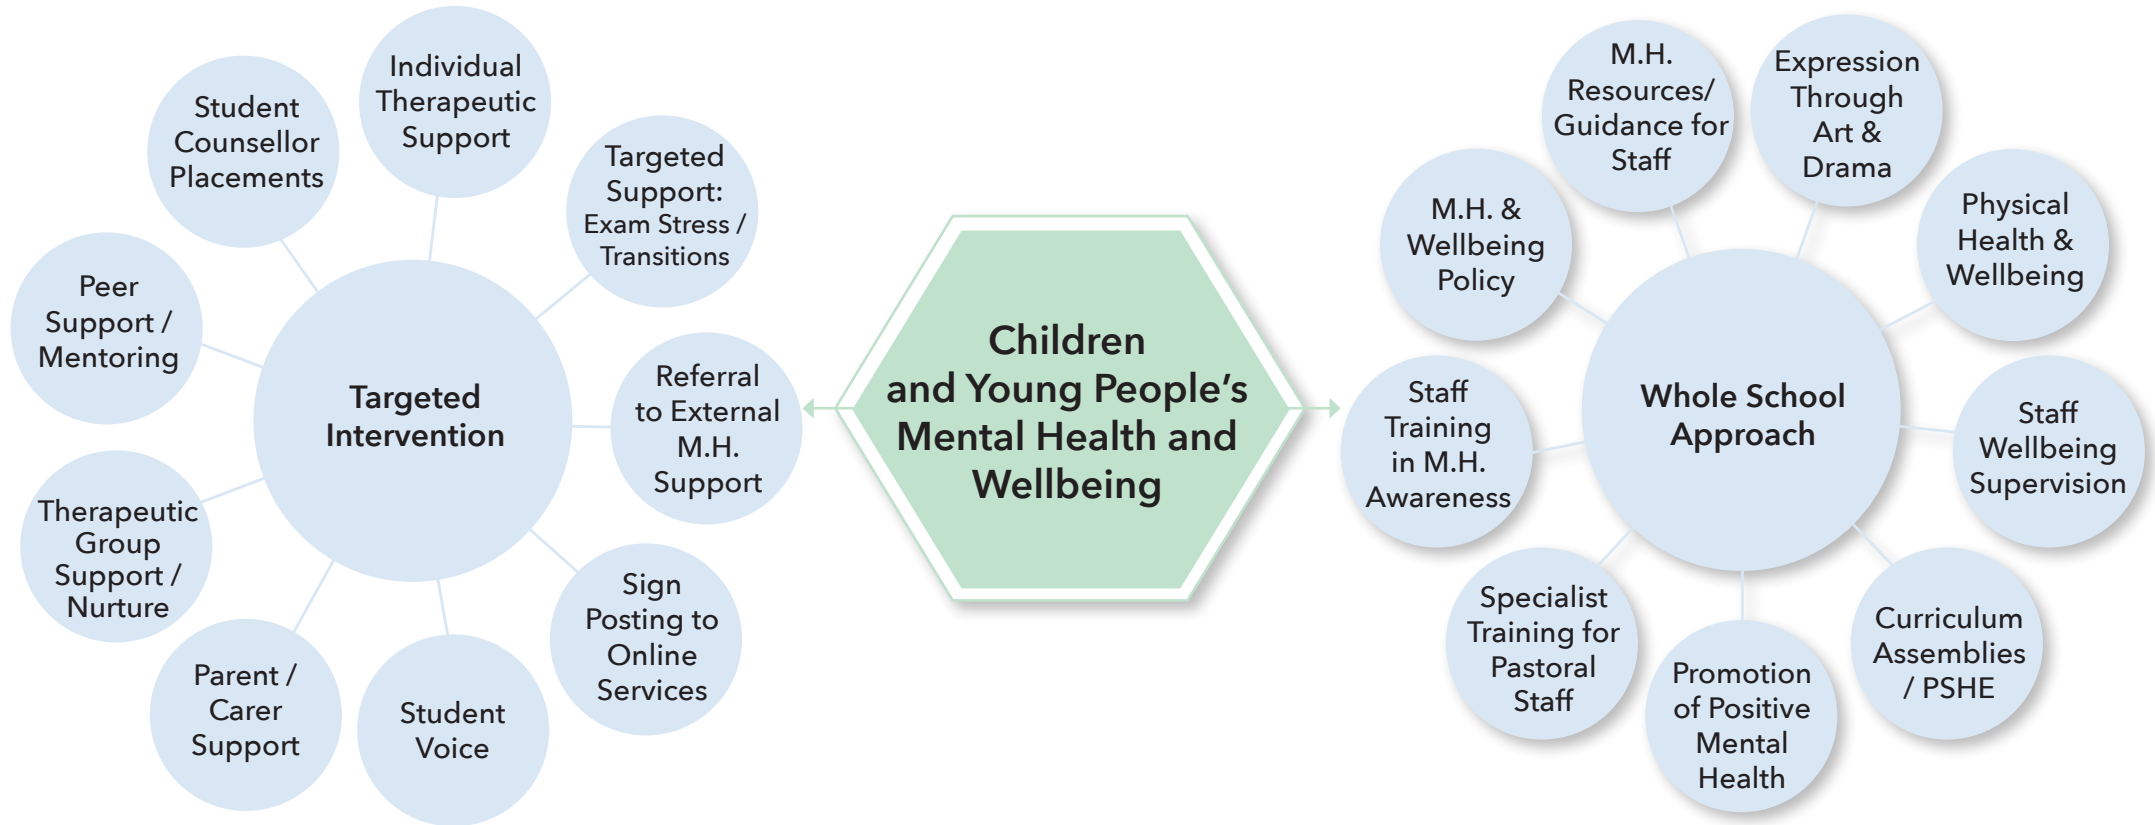 Individual
Therapeutic
Support
Student
Counsellor
Placements
Targeted
Support:
Exam Stress /
Transitions
Peer
Support /
Mentoring
Targeted
Intervention
Referral
to External
M.H.
Support
Therapeutic
Group
Support /
Nurture
Sign
Posting to
Online
Services
Parent /
Carer
Support
Student
Voice
Children
and Young People’s
Mental Health and
Wellbeing
M.H.
Resources/
Guidance for
Staff
Expression
Through
Art &
Drama
M.H. &
Wellbeing
Policy
Physical
Health &
Wellbeing
Staff
Training
in M.H.
Awareness
Whole School
Approach
Staff
Wellbeing
Supervision
Specialist
Training for
Pastoral
Staff
Promotion
of Positive
Mental
Health
Curriculum
Assemblies
/ PSHE